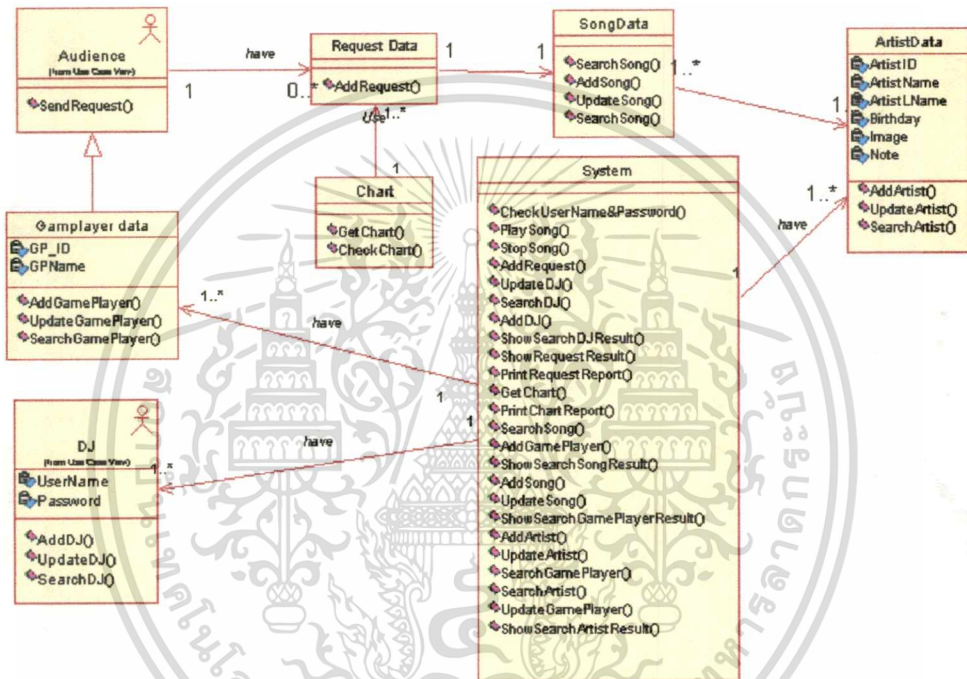 Audience
(from Use Case View)
SendRequest()
have
1
0..*
Request Data
AddRequest()
1
1
SongData
SearchSong()
AddSong()
UpdateSong()
SearchSong()
1..*
1
ArtistData
ArtistID
ArtistName
ArtistLName
Birthday
Image
Note
AddArtist()
UpdateArtist()
SearchArtist()
Use
1..*
1
Chart
GetChart()
CheckChart()
Gamplayer data
GP_ID
GPName
AddGamePlayer()
UpdateGamePlayer()
SearchGamePlayer()
1..*
have
1
System
CheckUserName&Password()
PlaySong()
StopSong()
AddRequest()
UpdateDJ()
SearchDJ()
AddDJ()
ShowSearchDJResult()
ShowRequestResult()
PrintRequestReport()
GetChart()
PrintChartReport()
SearchSong()
AddGamePlayer()
ShowSearchSongResult()
AddSong()
UpdateSong()
ShowSearchGamePlayerResult()
AddArtist()
UpdateArtist()
SearchGamePlayer()
SearchArtist()
UpdateGamePlayer()
ShowSearchArtistResult()
1
have
1..*
DJ
(from Use Case View)
UserName
Password
AddDJ()
UpdateDJ()
SearchDJ()
1..*
have
1